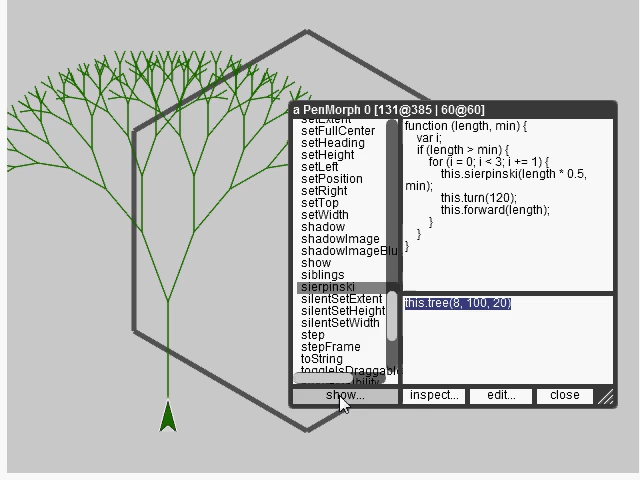 a PenMorph 0 [131@385 | 60@60]
setExtent
setFullCenter
setHeading
setHeight
setLeft
setPosition
setRight
setTop
setWidth
shadow
shadowImage
shadowImageBlu
show
siblings
sierpinski
silentSetExtent
silentSetHeight
silentSetWidth
step
stepFrame
toString
toggleIsDraggabl
function (length, min) {
var i;
if (length > min) {
for (i = 0; i < 3; i += 1) {
this.sierpinski(length * 0.5,
min);
this.turn(120);
this.forward(length);
}
}
}
this.tree(8, 100, 20)
show...
inspect...
edit...
close